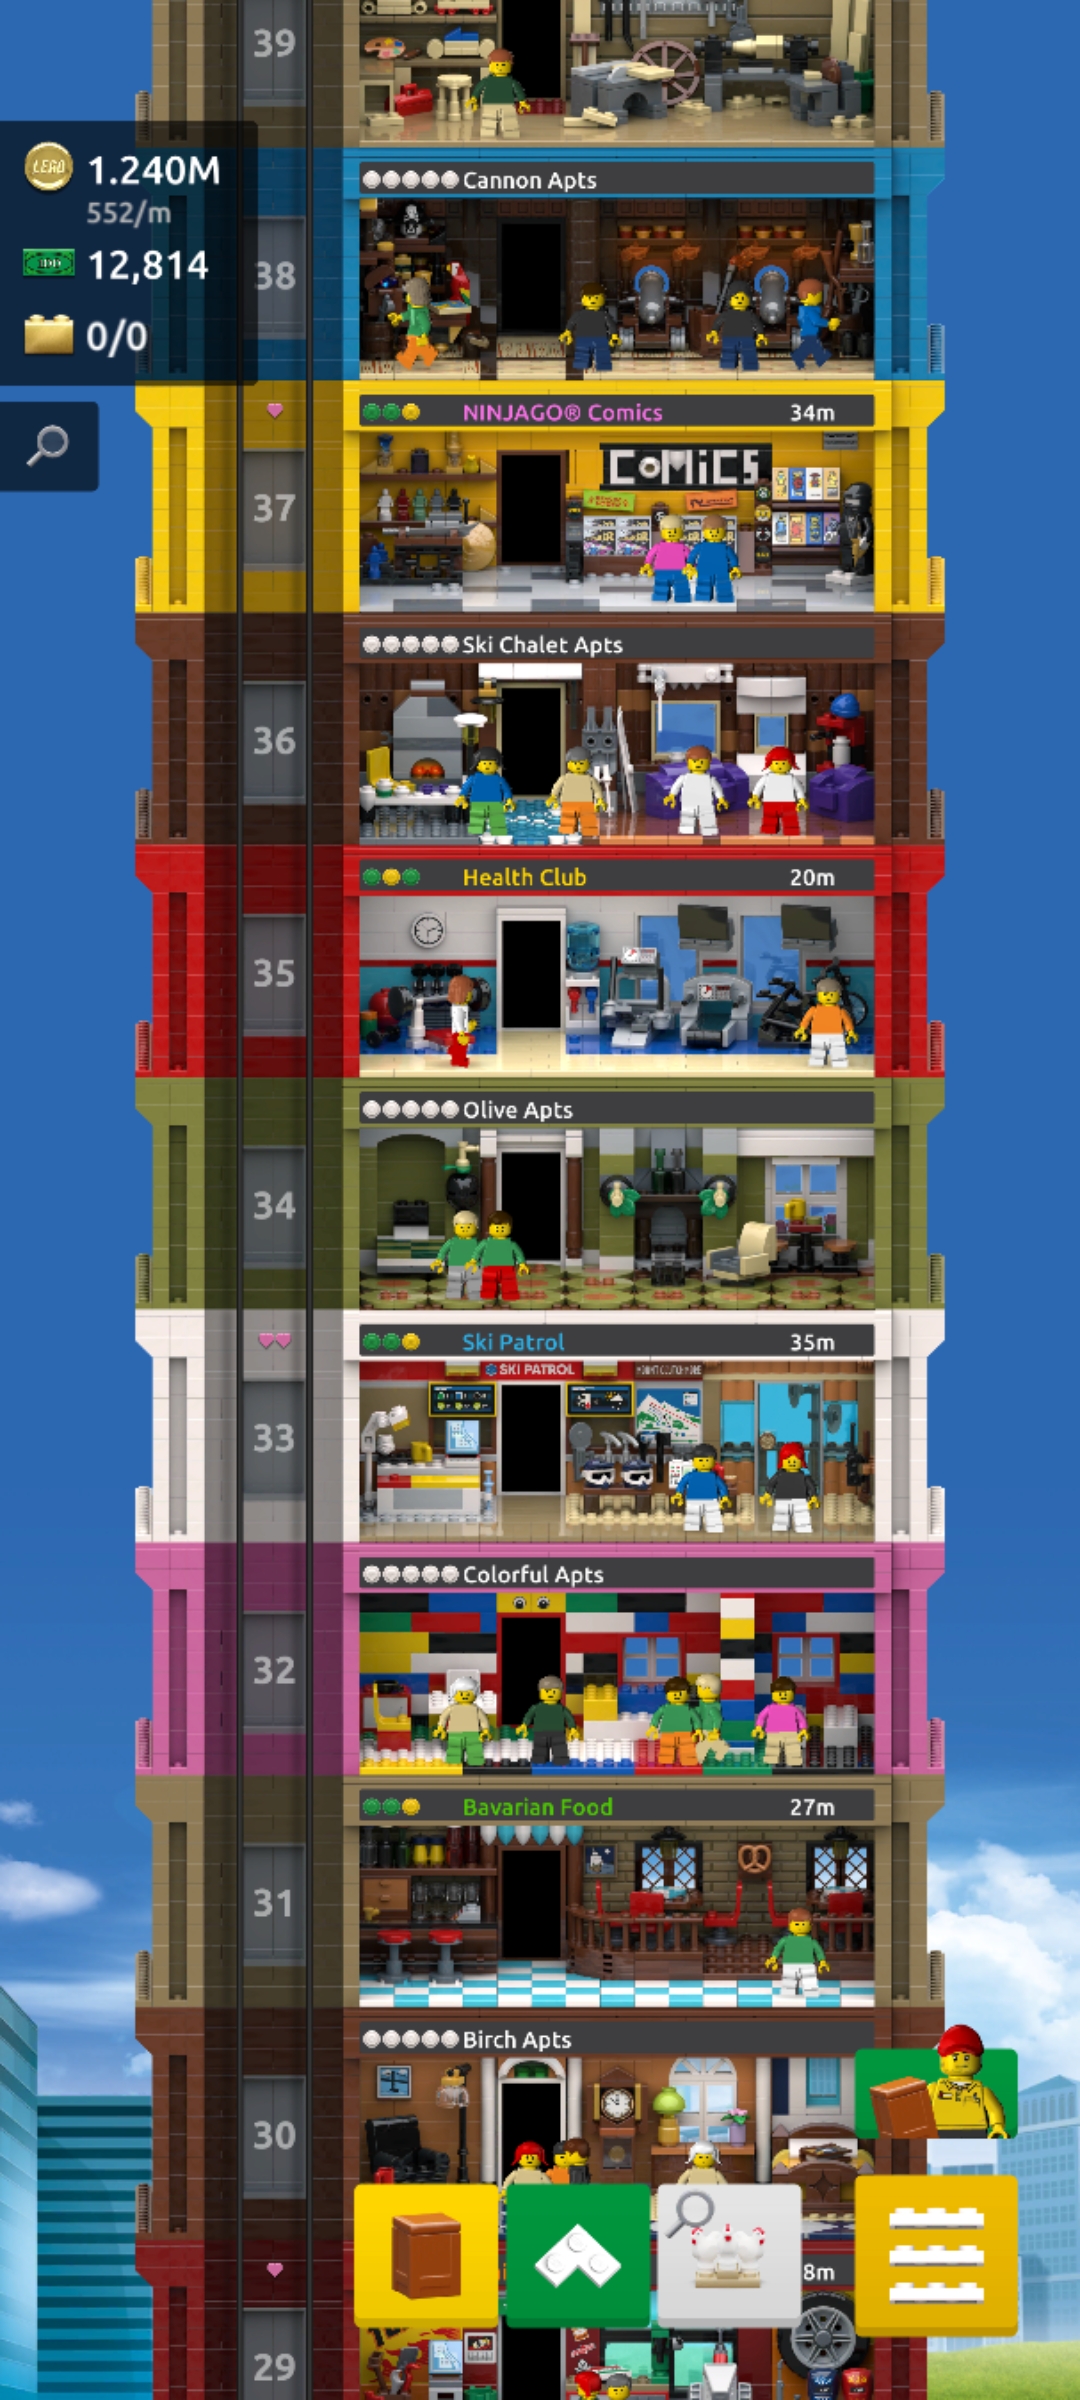 39
LEGO
1.240M
552/m
12,814
0/0
Cannon Apts
38
NINJAGO® Comics 34m
COMiCS
37
Ski Chalet Apts
36
Health Club 20m
35
Olive Apts
34
Ski Patrol 35m
SKI PATROL
33
Colorful Apts
32
Bavarian Food 27m
31
Birch Apts
30
8m
29